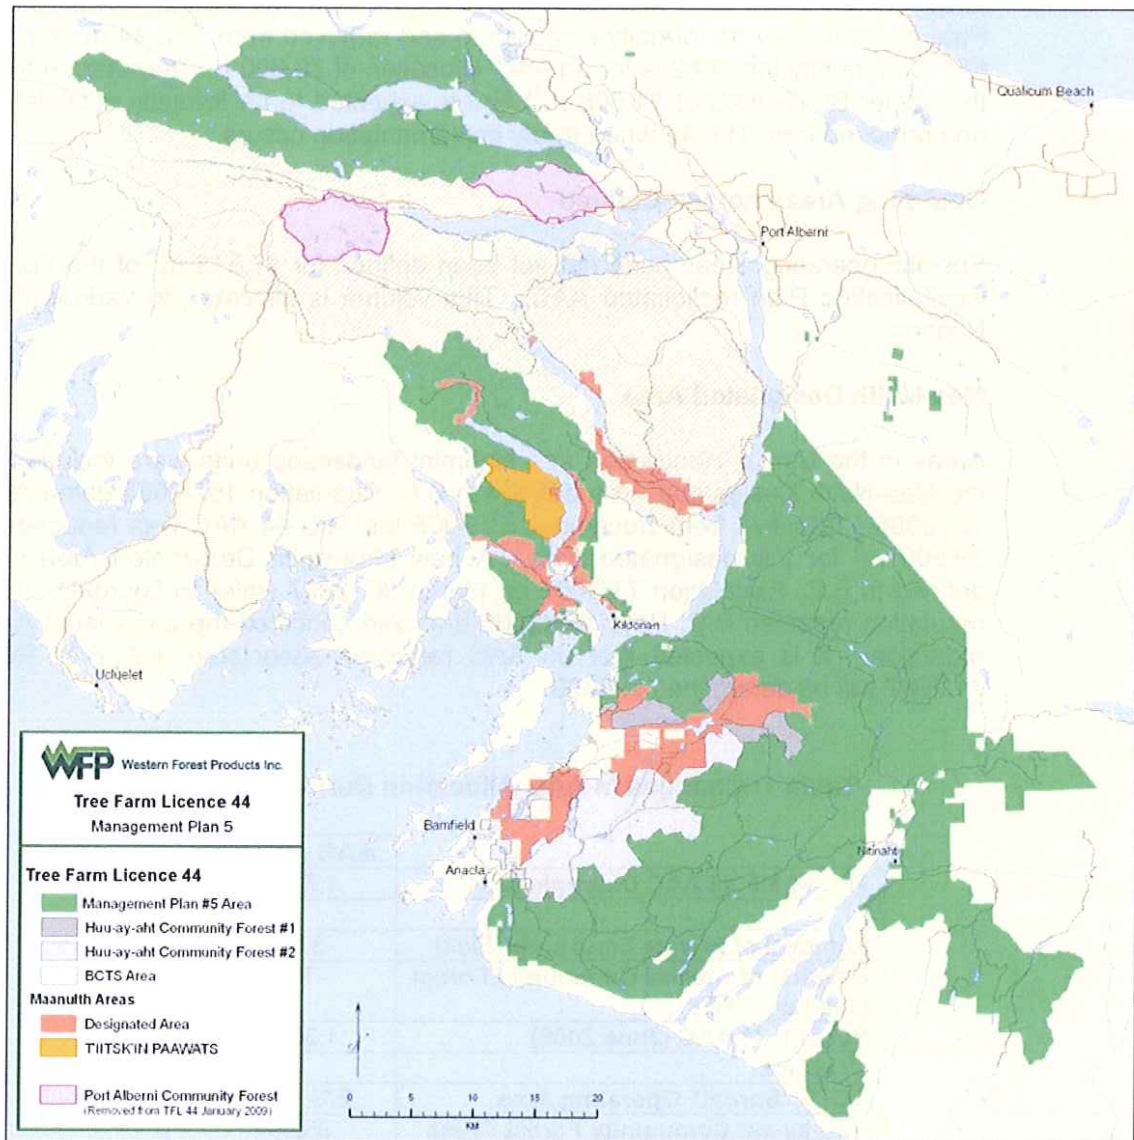 Qualicum Beach
Port Alberni
Kildonan
Ucluelet
Bamfield
Anacla
Nitinaht
WFP Western Forest Products Inc.
Tree Farm Licence 44
Management Plan 5
Tree Farm Licence 44
Management Plan #5 Area
Huu-ay-aht Community Forest #1
Huu-ay-aht Community Forest #2
BCTS Area
Maanulth Areas
Designated Area
T'IITSK'IN PAAWATS
Port Alberni Community Forest
(Removed from TFL 44 January 2009)
0 5 10 15 20
KM